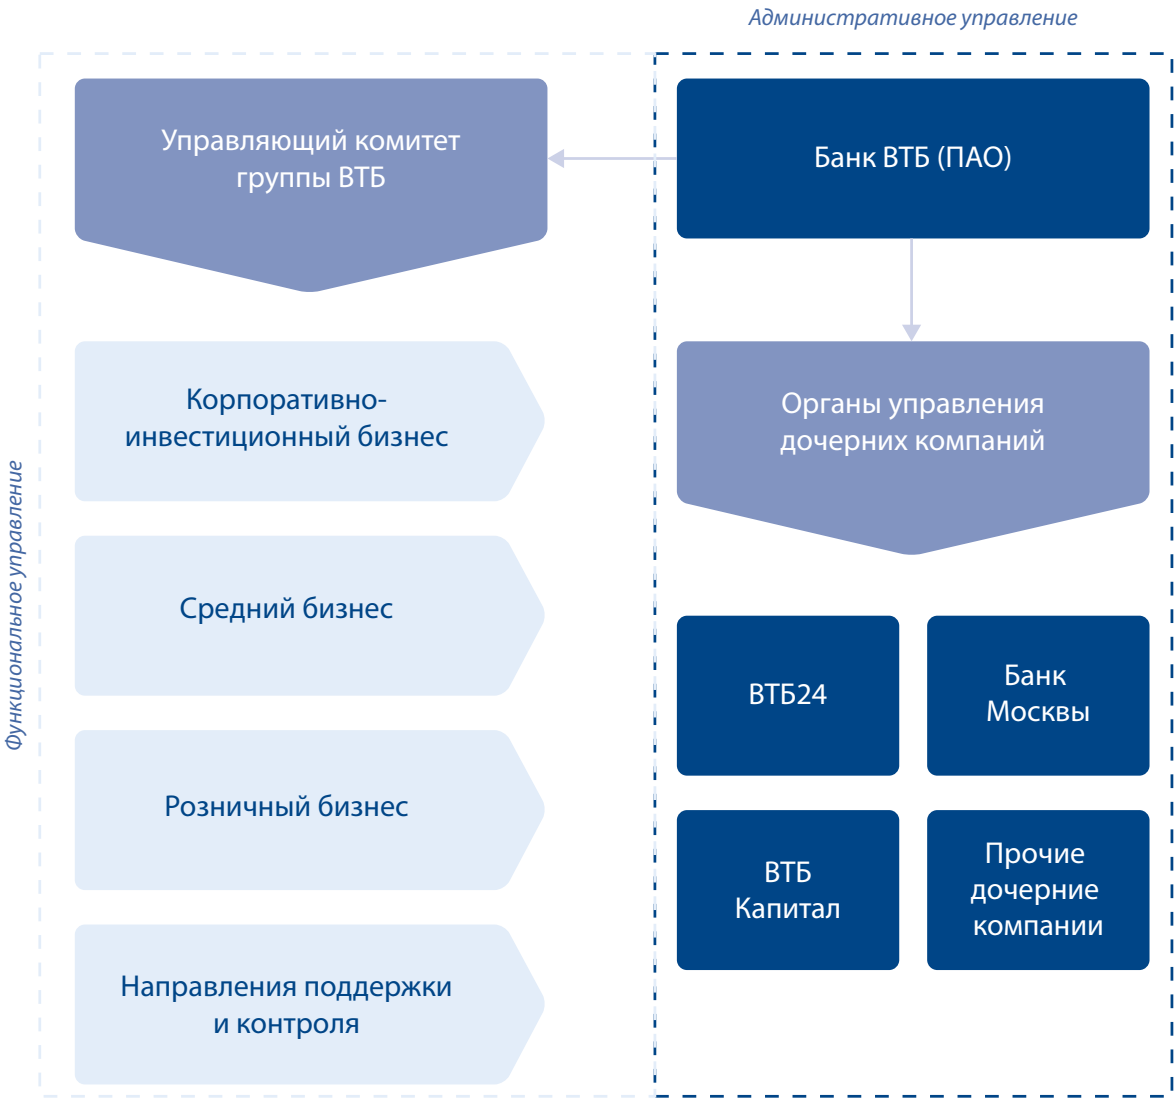 Административное управление
Функциональное управление
Управляющий комитет
группы ВТБ
Корпоративно-
инвестиционный бизнес
Средний бизнес
Розничный бизнес
Направления поддержки
и контроля
Банк ВТБ (ПАО)
Органы управления
дочерних компаний
ВТБ24
Банк
Москвы
ВТБ
Капитал
Прочие
дочерние
компании